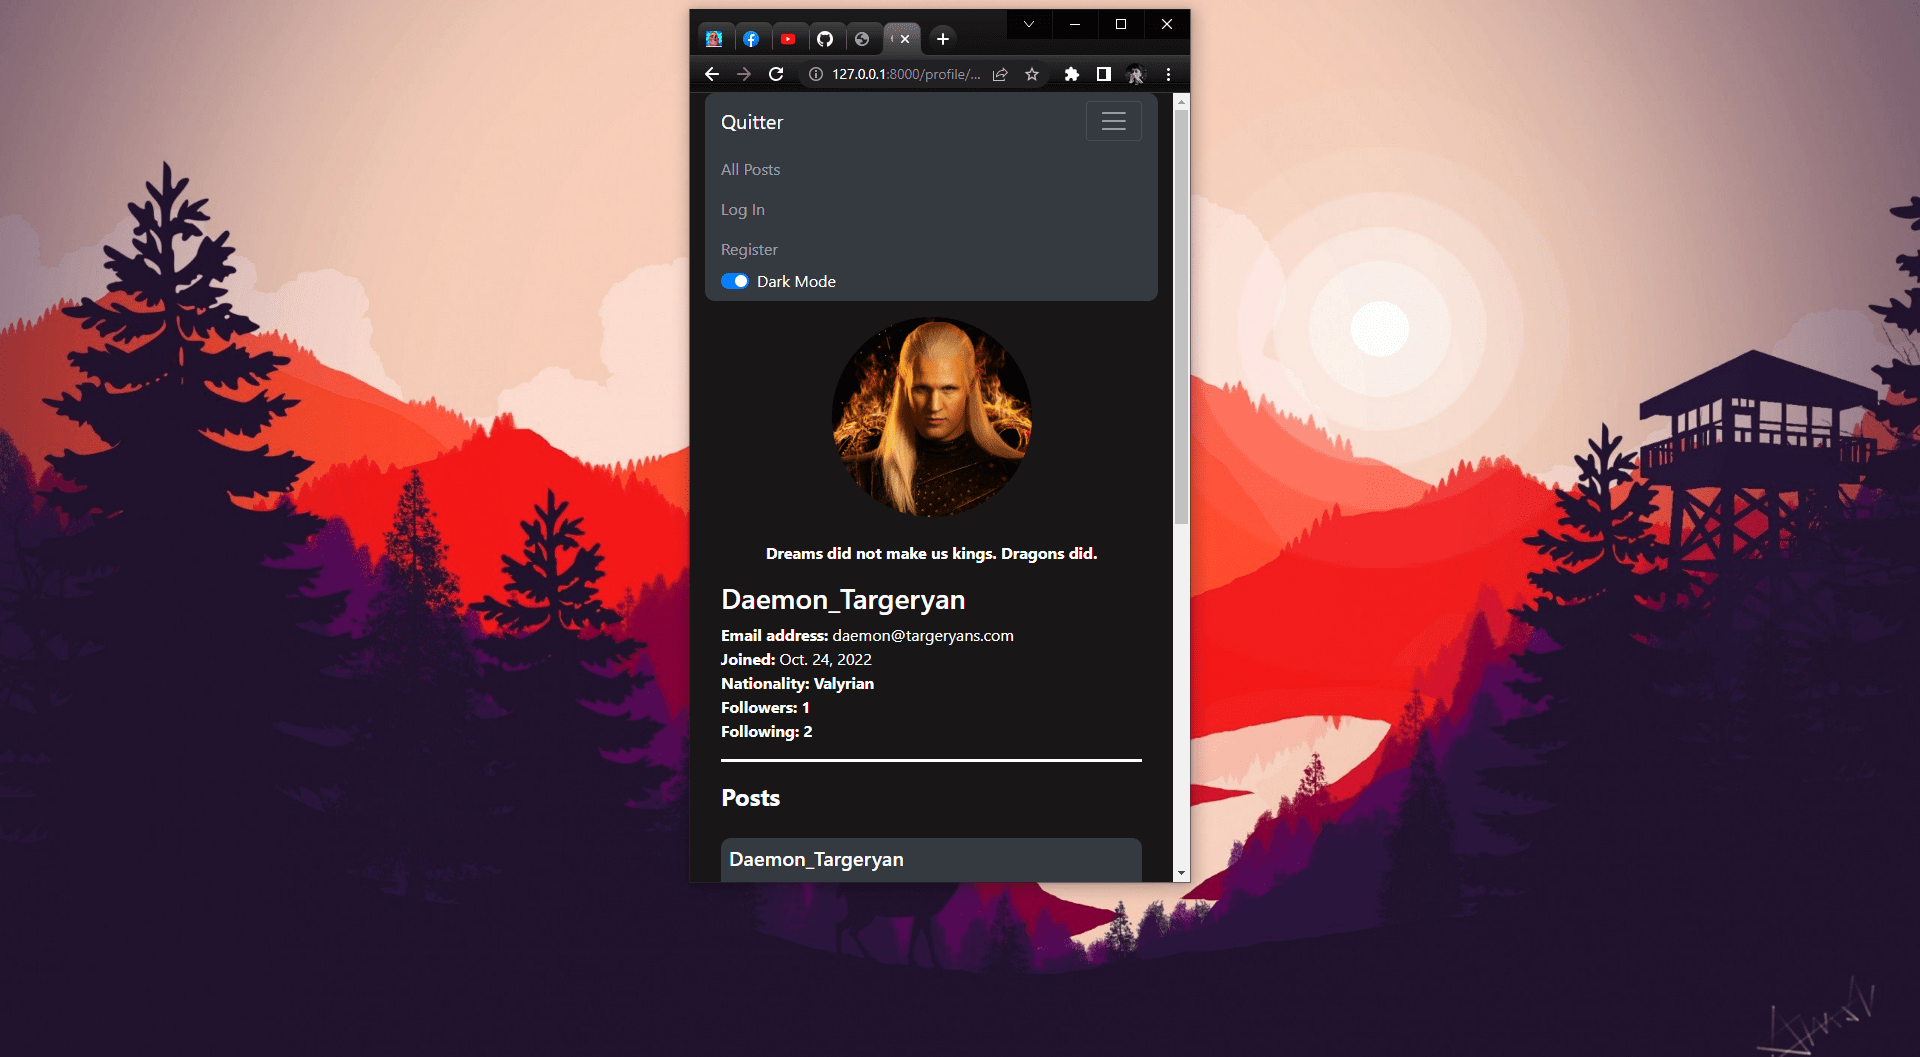 127.0.0.1:8000/profile/...
Quitter
All Posts
Log In
Register
Dark Mode
Dreams did not make us kings. Dragons did.
Daemon_Targeryan
Email address: daemon@targeryans.com
Joined: Oct. 24, 2022
Nationality: Valyrian
Followers: 1
Following: 2
Posts
Daemon_Targeryan